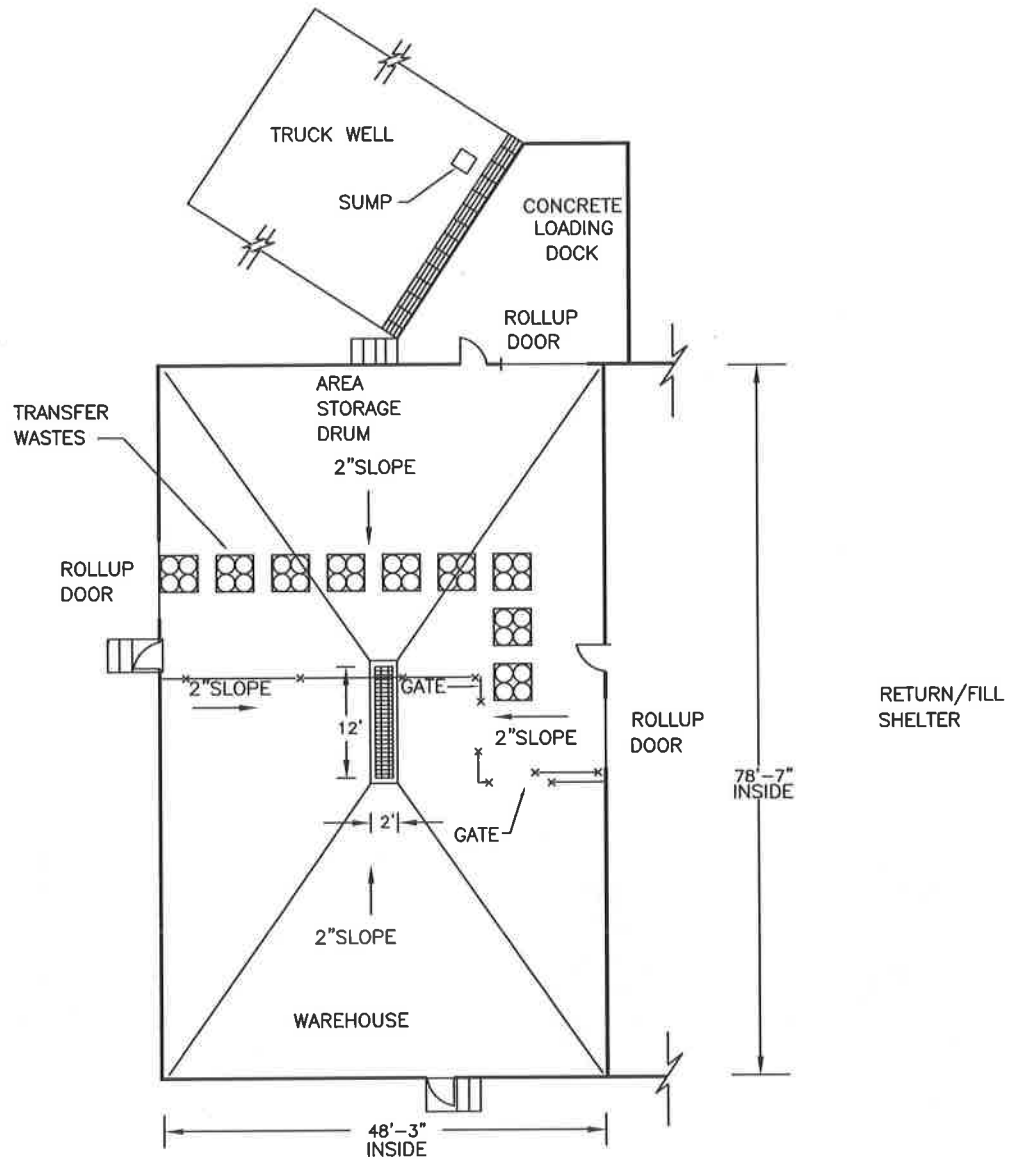 TRUCK WELL
SUMP
CONCRETE
LOADING
DOCK
ROLLUP
DOOR
AREA
STORAGE
DRUM
TRANSFER
WASTES
2"SLOPE
ROLLUP
DOOR
2"SLOPE
GATE
12'
2"SLOPE
ROLLUP
DOOR
RETURN/FILL
SHELTER
78'-7"
INSIDE
2'
GATE
2"SLOPE
WAREHOUSE
48'-3"
INSIDE